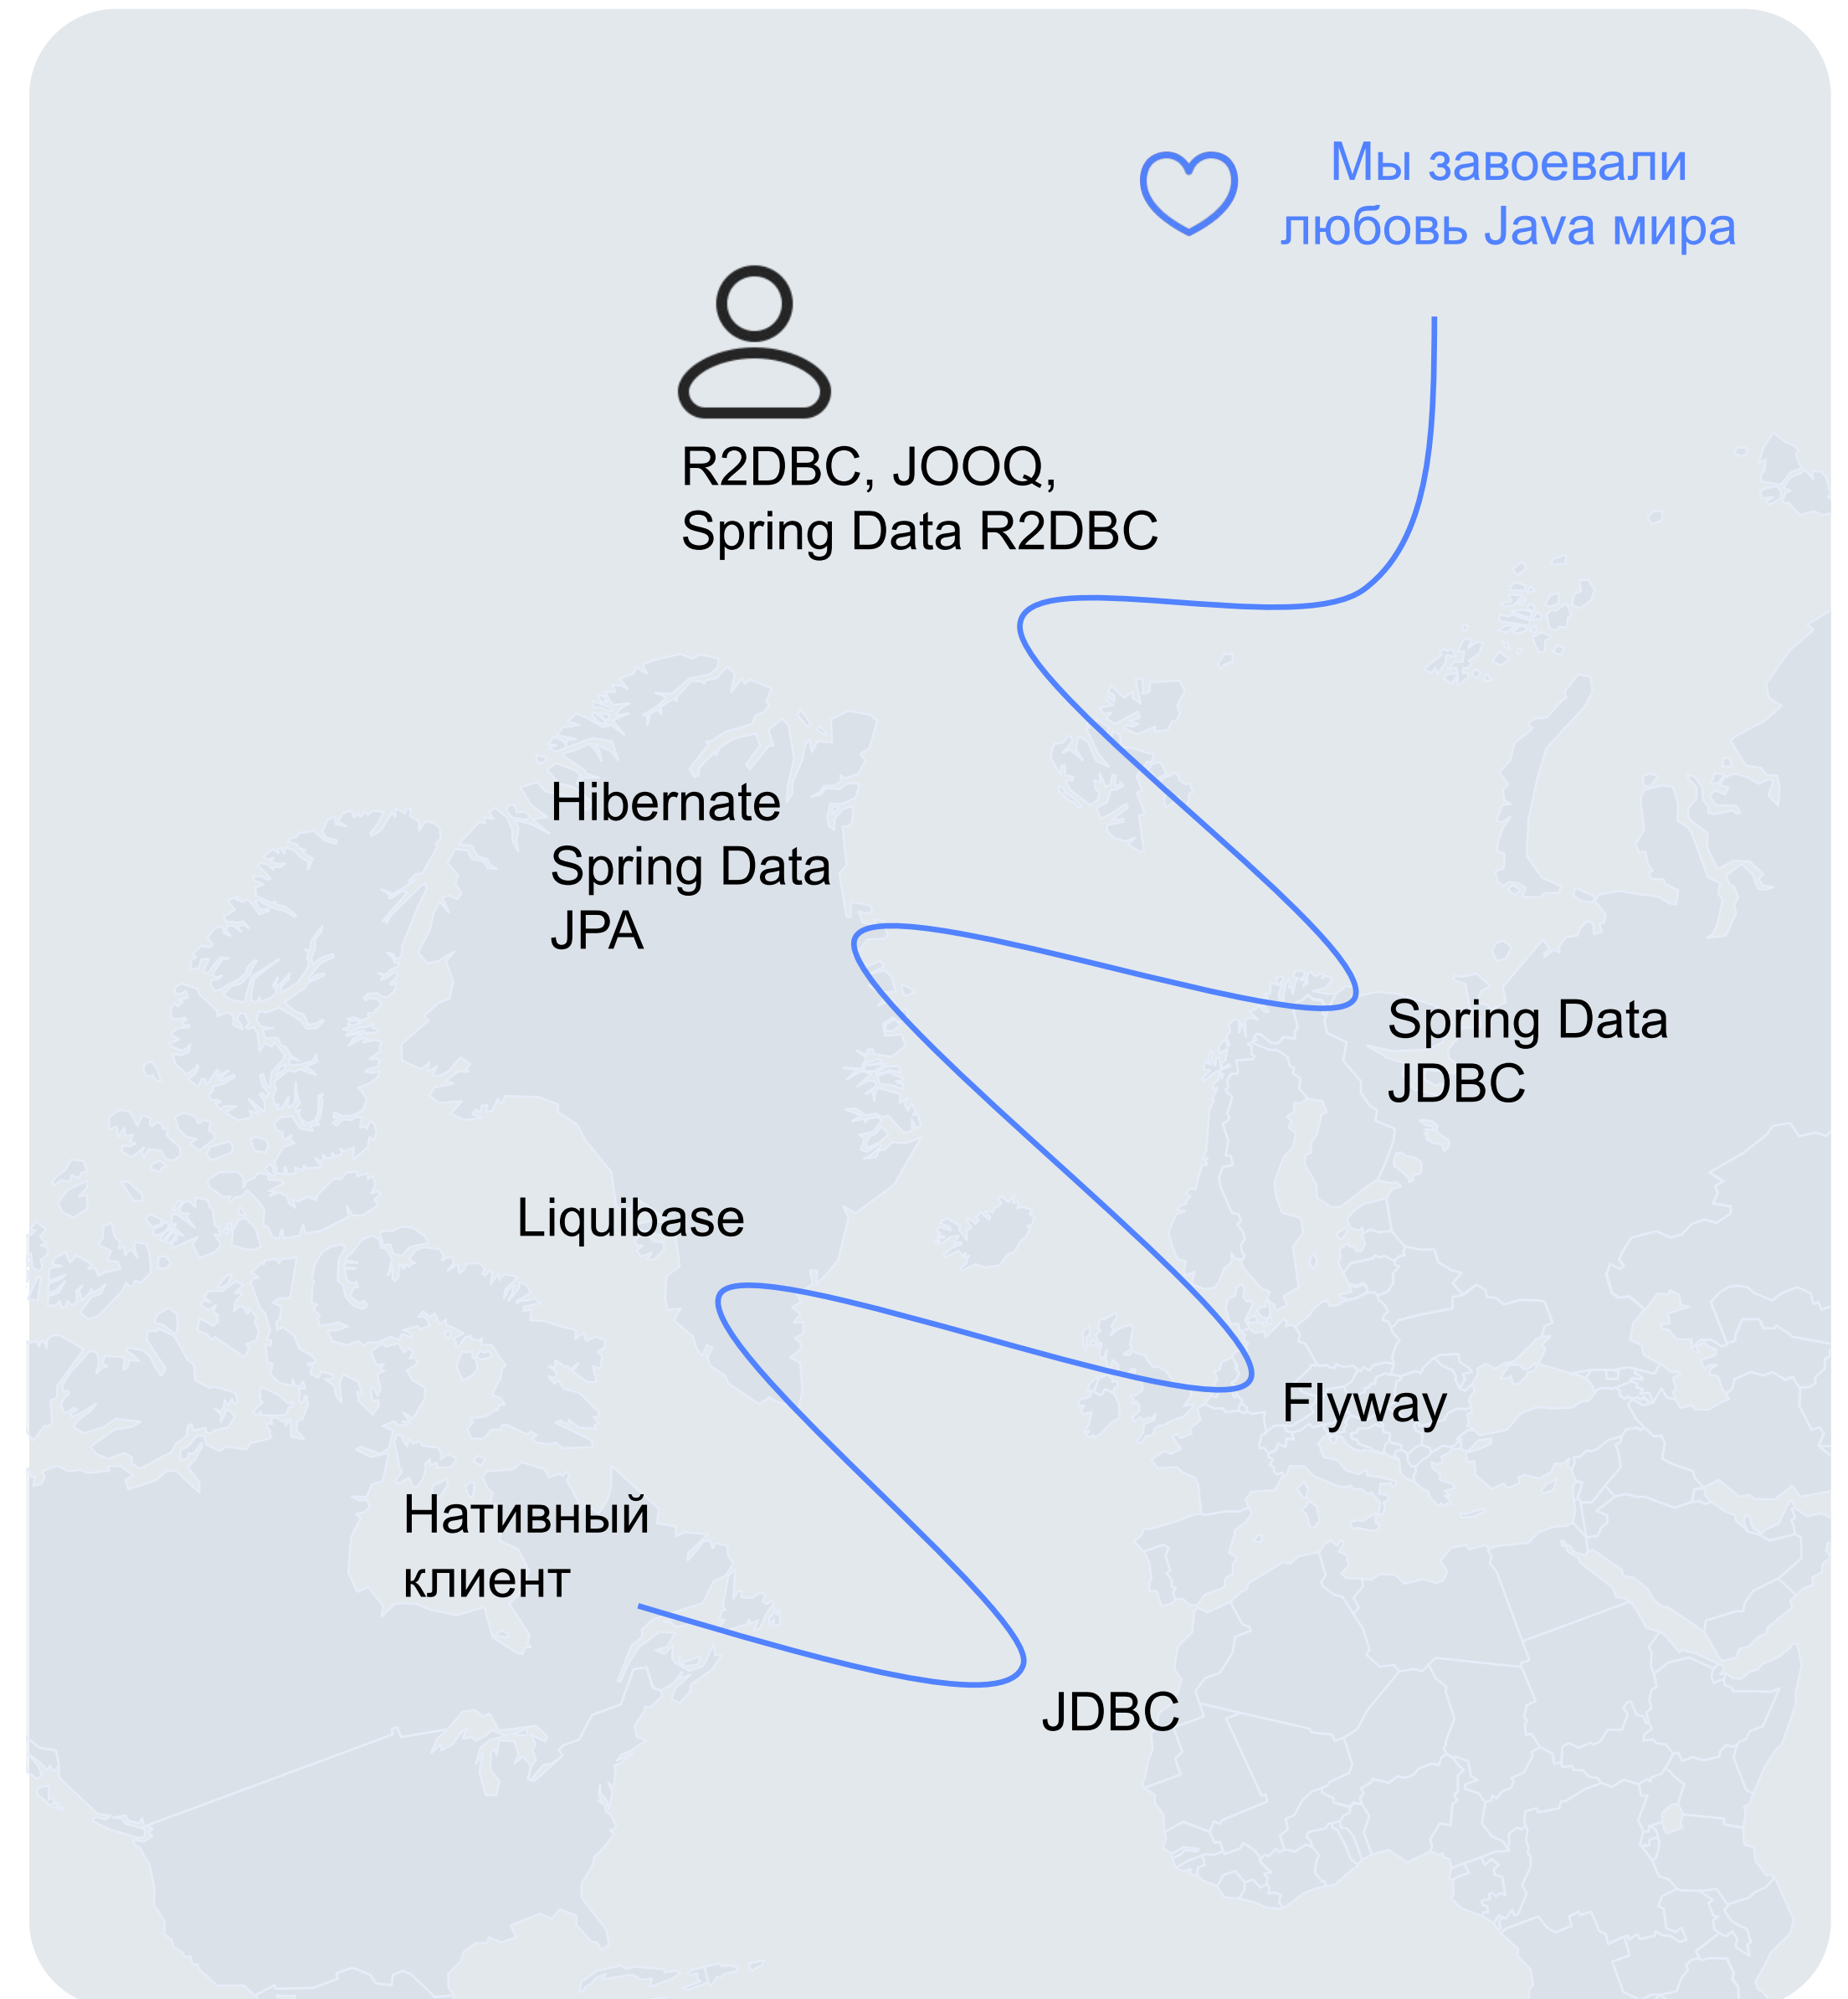 Мы завоевали
любовь Java мира
R2DBC, JOOQ,
Spring Data R2DBC
Hibernate
Spring Data
JPA
Spring Data
JDBC
Liquibase
Flyway
Нативный
клиент
JDBC